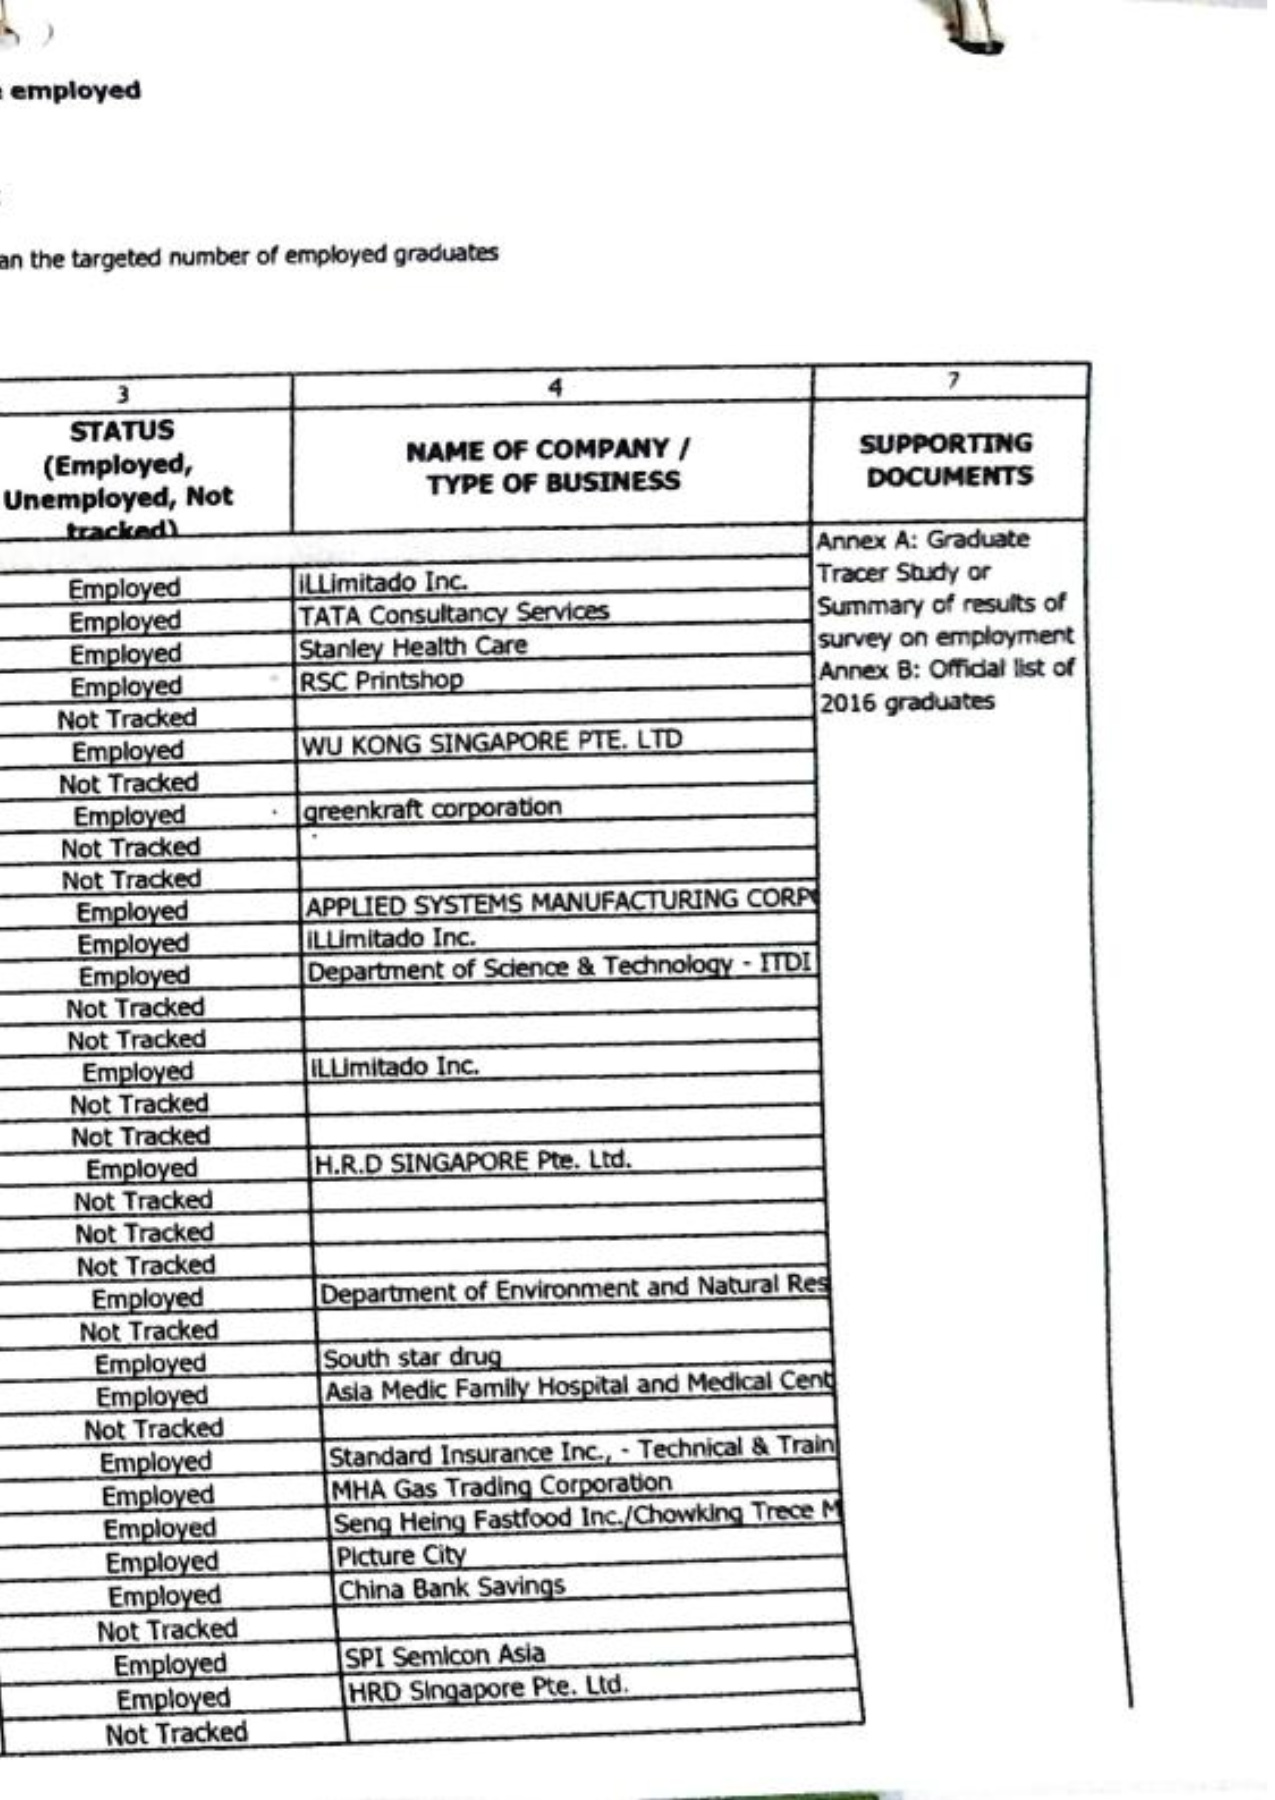 employed
an the targeted number of employed graduates
3 4 7
STATUS
(Employed,
Unemployed, Not
tracked)
NAME OF COMPANY /
TYPE OF BUSINESS
SUPPORTING
DOCUMENTS
Annex A: Graduate
Tracer Study or
Summary of results of
survey on employment
Annex B: Official list of
2016 graduates
Employed iLLimitado Inc.
Employed TATA Consultancy Services
Employed Stanley Health Care
Employed RSC Printshop
Not Tracked
Employed WU KONG SINGAPORE PTE. LTD
Not Tracked
Employed greenkraft corporation
Not Tracked
Not Tracked
Employed APPLIED SYSTEMS MANUFACTURING CORP
Employed iLLimitado Inc.
Employed Department of Science & Technology - ITDI
Not Tracked
Not Tracked
Employed iLLimitado Inc.
Not Tracked
Not Tracked
Employed H.R.D SINGAPORE Pte. Ltd.
Not Tracked
Not Tracked
Not Tracked
Employed Department of Environment and Natural Res
Not Tracked
Employed South star drug
Employed Asia Medic Family Hospital and Medical Cent
Not Tracked
Employed Standard Insurance Inc., - Technical & Train
Employed MHA Gas Trading Corporation
Employed Seng Heing Fastfood Inc./Chowking Trece M
Employed Picture City
Employed China Bank Savings
Not Tracked
Employed SPI Semicon Asia
Employed HRD Singapore Pte. Ltd.
Not Tracked